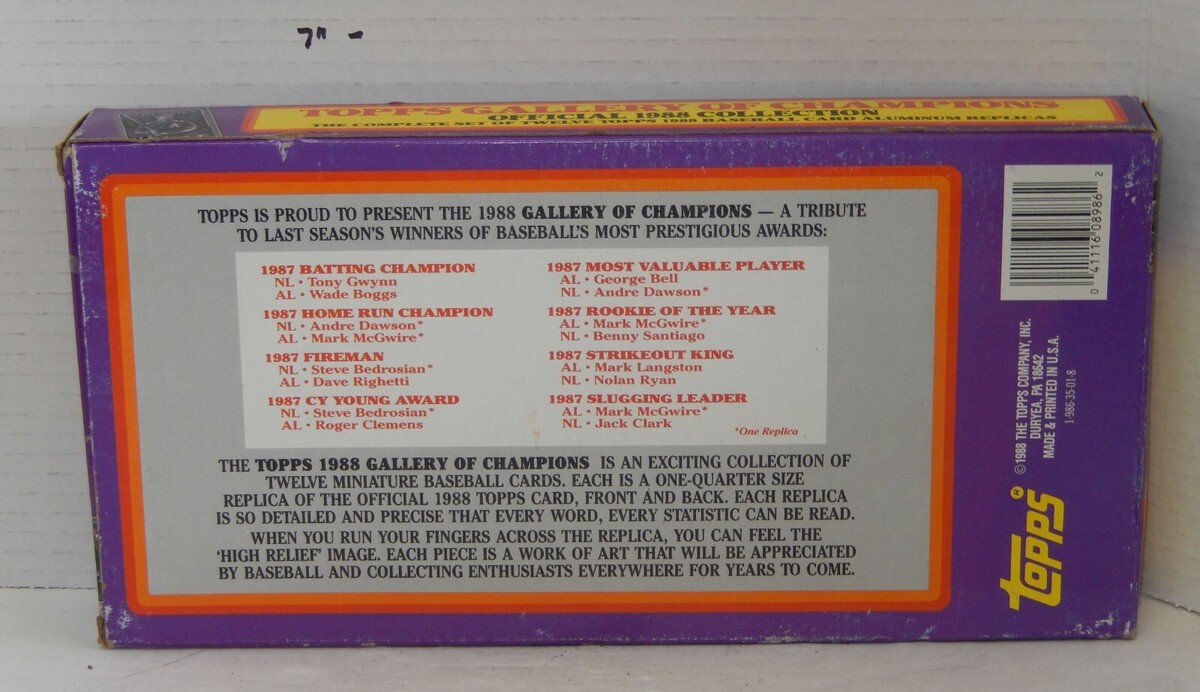 7" -
TOPPS GALLERY OF CHAMPIONS
OFFICIAL 1988 COLLECTION
THE COMPLETE SET OF TWELVE TOPPS 1988 BASEBALL CARD ALUMINUM REPLICAS
TOPPS IS PROUD TO PRESENT THE 1988 GALLERY OF CHAMPIONS — A TRIBUTE
TO LAST SEASON'S WINNERS OF BASEBALL'S MOST PRESTIGIOUS AWARDS:
1987 BATTING CHAMPION
NL • Tony Gwynn
AL • Wade Boggs
1987 HOME RUN CHAMPION
NL • Andre Dawson*
AL • Mark McGwire*
1987 FIREMAN
NL • Steve Bedrosian*
AL • Dave Righetti
1987 CY YOUNG AWARD
NL • Steve Bedrosian*
AL • Roger Clemens
1987 MOST VALUABLE PLAYER
AL • George Bell
NL • Andre Dawson*
1987 ROOKIE OF THE YEAR
AL • Mark McGwire*
NL • Benny Santiago
1987 STRIKEOUT KING
AL • Mark Langston
NL • Nolan Ryan
1987 SLUGGING LEADER
AL • Mark McGwire*
NL • Jack Clark
*One Replica
THE TOPPS 1988 GALLERY OF CHAMPIONS IS AN EXCITING COLLECTION OF
TWELVE MINIATURE BASEBALL CARDS. EACH IS A ONE-QUARTER SIZE
REPLICA OF THE OFFICIAL 1988 TOPPS CARD, FRONT AND BACK. EACH REPLICA
IS SO DETAILED AND PRECISE THAT EVERY WORD, EVERY STATISTIC CAN BE READ.
WHEN YOU RUN YOUR FINGERS ACROSS THE REPLICA, YOU CAN FEEL THE
'HIGH RELIEF' IMAGE. EACH PIECE IS A WORK OF ART THAT WILL BE APPRECIATED
BY BASEBALL AND COLLECTING ENTHUSIASTS EVERYWHERE FOR YEARS TO COME.
0 41116 08986 2
©1988 THE TOPPS COMPANY, INC.
DURYEA, PA 18642
MADE & PRINTED IN U.S.A.
1-986-35-01-8
TOPPS®